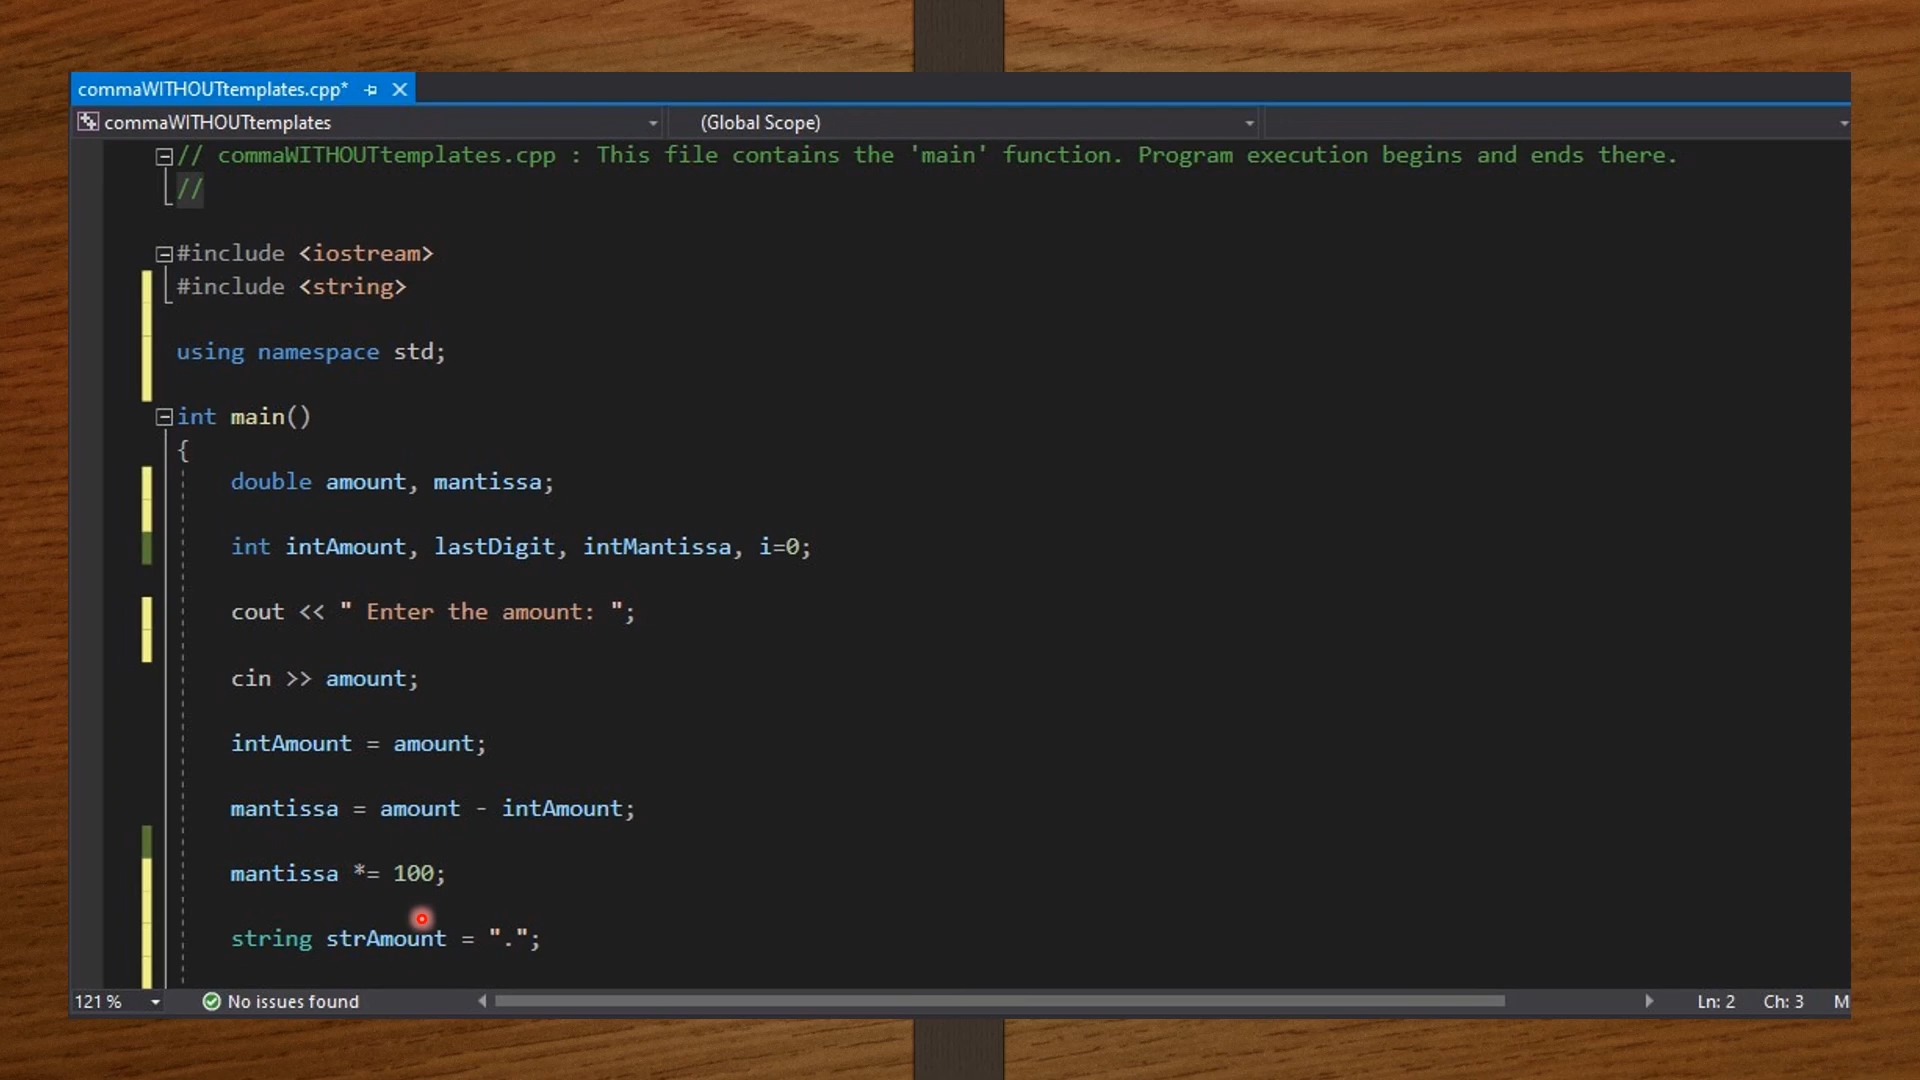 commaWITHOUTtemplates.cpp*
commaWITHOUTtemplates (Global Scope)
// commaWITHOUTtemplates.cpp : This file contains the 'main' function. Program execution begins and ends there.
//
#include <iostream>
#include <string>
using namespace std;
int main()
{
double amount, mantissa;
int intAmount, lastDigit, intMantissa, i=0;
cout << " Enter the amount: ";
cin >> amount;
intAmount = amount;
mantissa = amount - intAmount;
mantissa *= 100;
string strAmount = ".";
121 % No issues found Ln: 2 Ch: 3 M